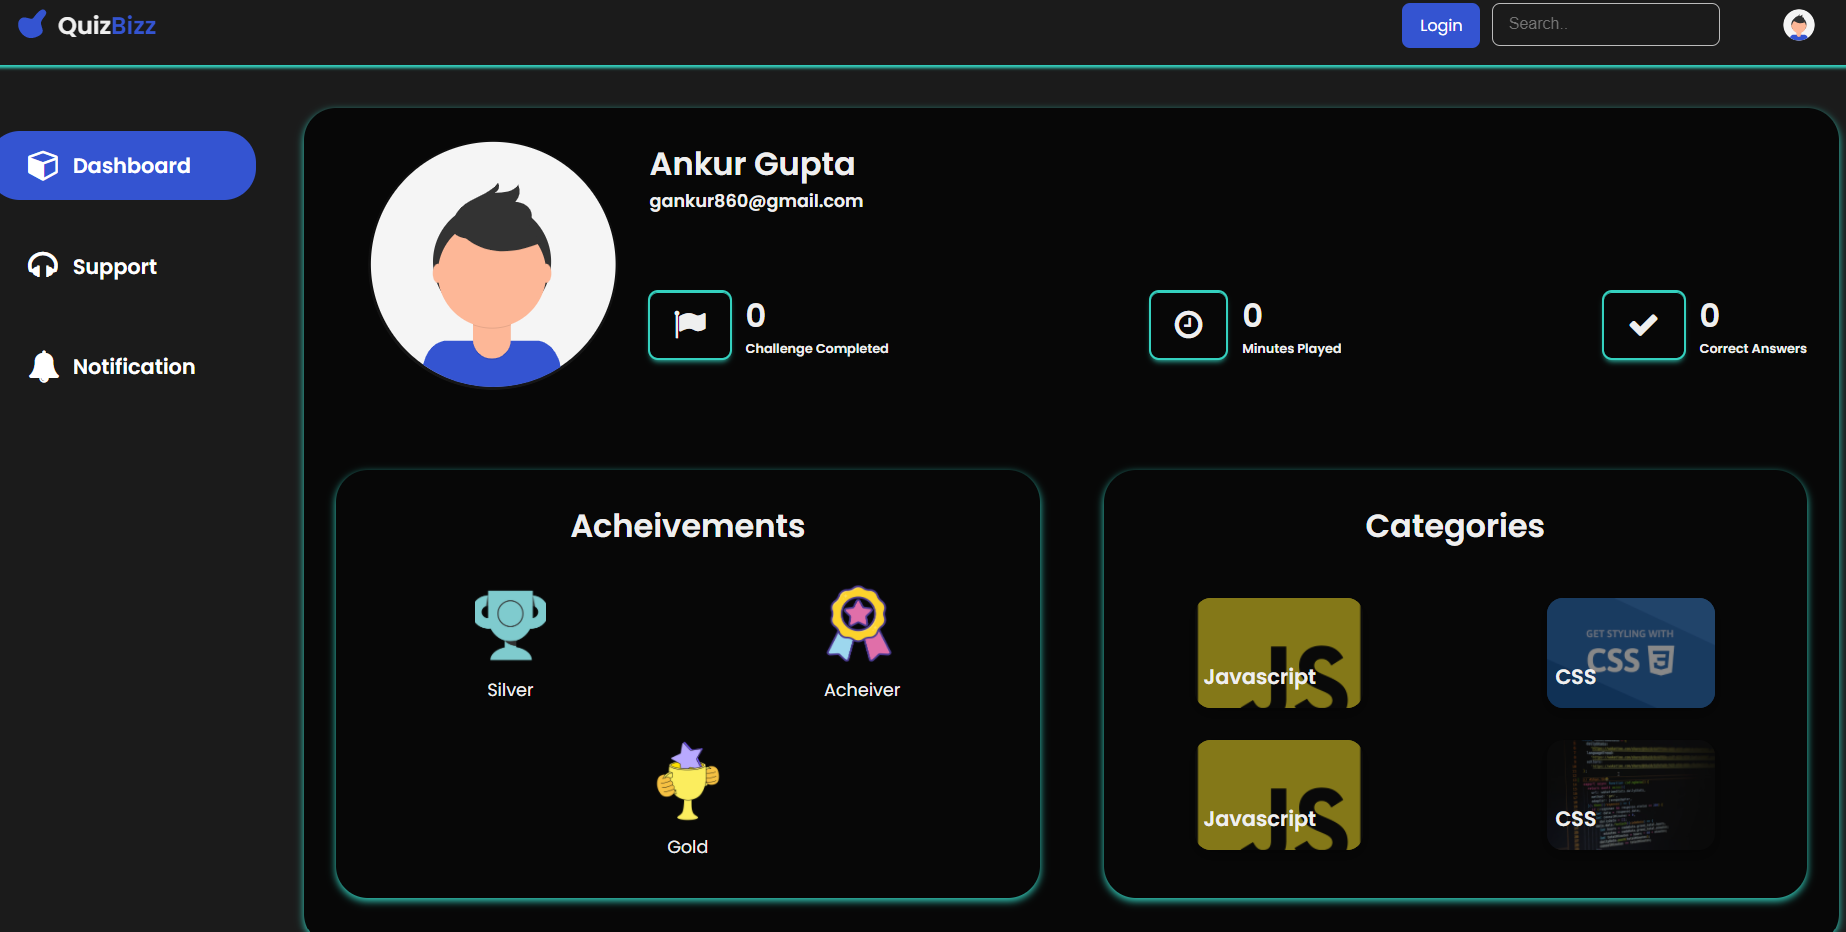 QuizBizz
Login
Search..
Dashboard
Support
Notification
Ankur Gupta
gankur860@gmail.com
0
Challenge Completed
0
Minutes Played
0
Correct Answers
Acheivements
Silver
Acheiver
Gold
Categories
JS
Javascript
GET STYLING WITH
CSS 3
CSS
JS
Javascript
CSS